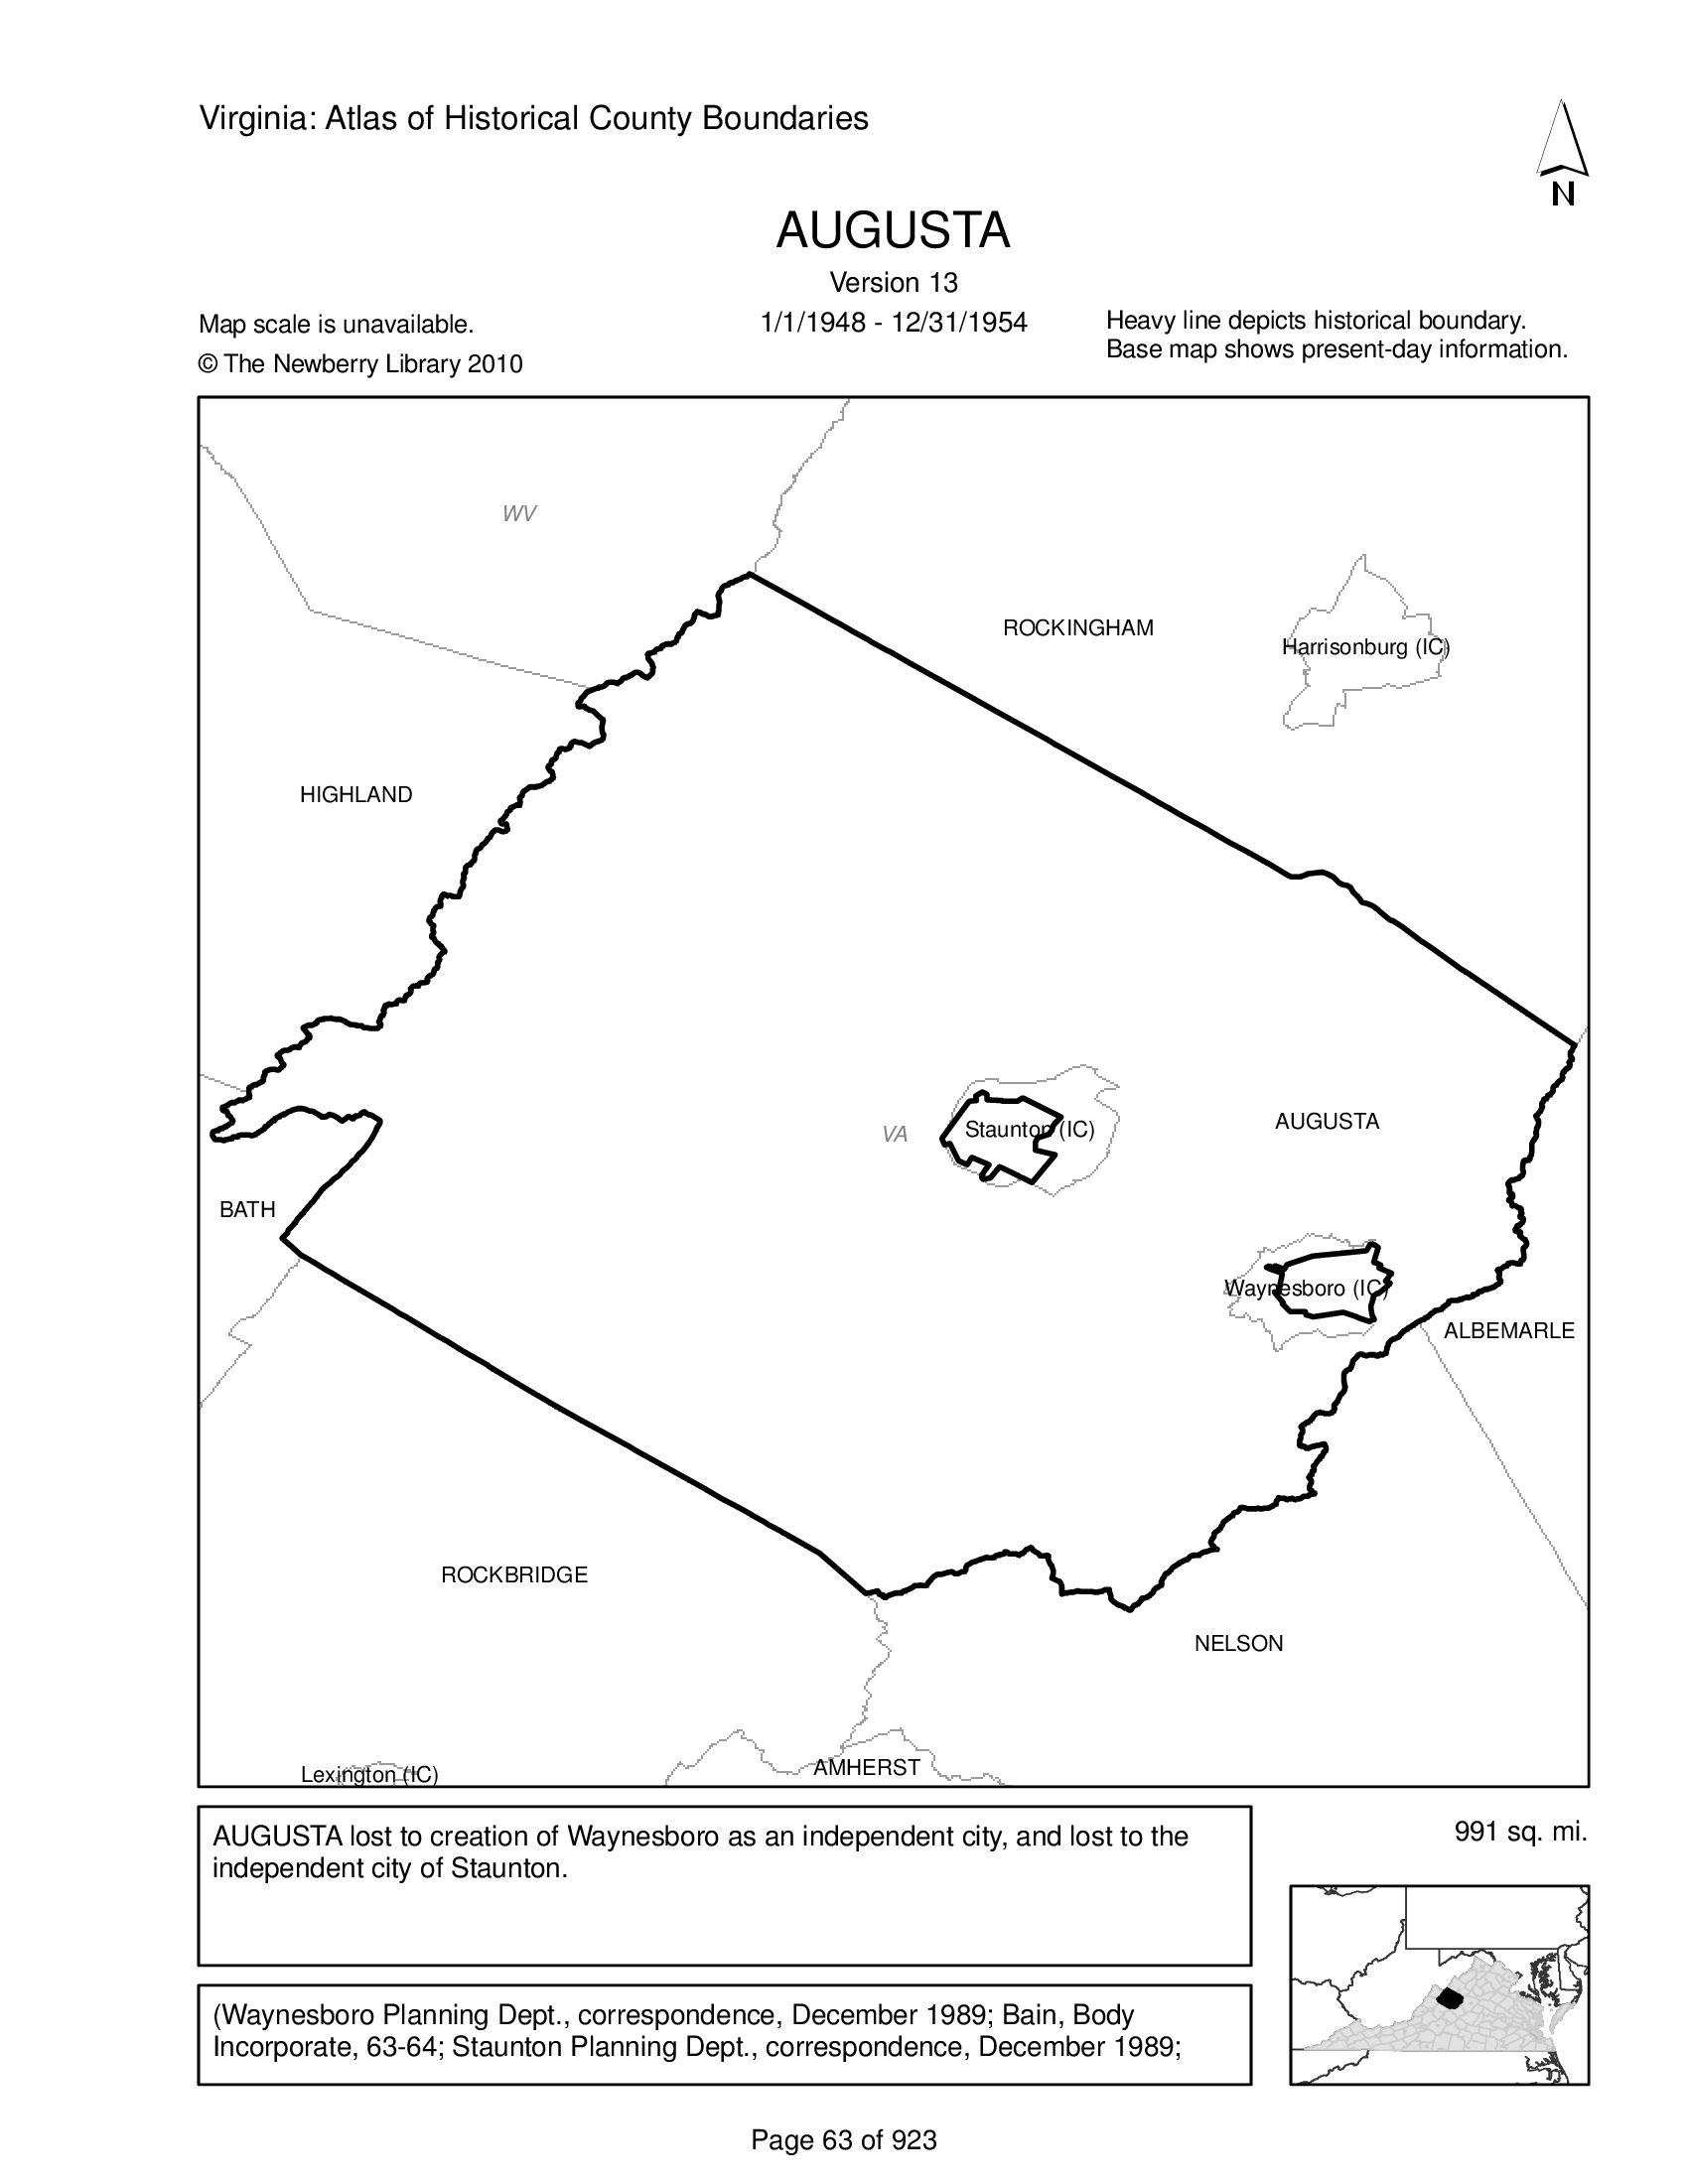 Virginia: Atlas of Historical County Boundaries
N
AUGUSTA
Version 13
1/1/1948 - 12/31/1954
Map scale is unavailable.
© The Newberry Library 2010
Heavy line depicts historical boundary.
Base map shows present-day information.
WV
ROCKINGHAM
Harrisonburg (IC)
HIGHLAND
VA
Staunton (IC)
AUGUSTA
BATH
Waynesboro (IC)
ALBEMARLE
ROCKBRIDGE
NELSON
AMHERST
Lexington (IC)
AUGUSTA lost to creation of Waynesboro as an independent city, and lost to the
independent city of Staunton.
991 sq. mi.
(Waynesboro Planning Dept., correspondence, December 1989; Bain, Body
Incorporate, 63-64; Staunton Planning Dept., correspondence, December 1989;
Page 63 of 923